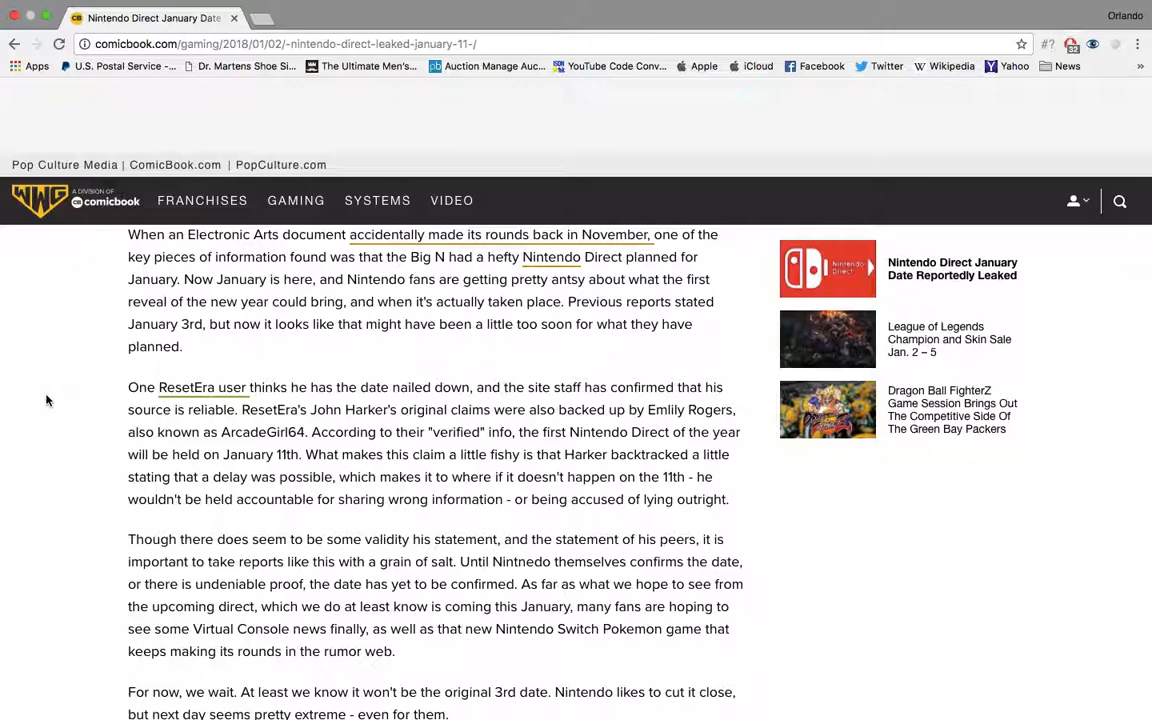 Nintendo Direct January Date
Orlando
comicbook.com/gaming/2018/01/02/-nintendo-direct-leaked-january-11-/
#?
32
Apps
U.S. Postal Service -...
Dr. Martens Shoe Si...
The Ultimate Men's...
Auction Manage Auc...
YouTube Code Conv...
Apple
iCloud
Facebook
Twitter
Wikipedia
Yahoo
News
»
Pop Culture Media | ComicBook.com | PopCulture.com
WWG
A DIVISION OF
CB comicbook
FRANCHISES GAMING SYSTEMS VIDEO
When an Electronic Arts document accidentally made its rounds back in November, one of the
key pieces of information found was that the Big N had a hefty Nintendo Direct planned for
January. Now January is here, and Nintendo fans are getting pretty antsy about what the first
reveal of the new year could bring, and when it's actually taken place. Previous reports stated
January 3rd, but now it looks like that might have been a little too soon for what they have
planned.
One ResetEra user thinks he has the date nailed down, and the site staff has confirmed that his
source is reliable. ResetEra's John Harker's original claims were also backed up by Emlily Rogers,
also known as ArcadeGirl64. According to their "verified" info, the first Nintendo Direct of the year
will be held on January 11th. What makes this claim a little fishy is that Harker backtracked a little
stating that a delay was possible, which makes it to where if it doesn't happen on the 11th - he
wouldn't be held accountable for sharing wrong information - or being accused of lying outright.
Though there does seem to be some validity his statement, and the statement of his peers, it is
important to take reports like this with a grain of salt. Until Nintnedo themselves confirms the date,
or there is undeniable proof, the date has yet to be confirmed. As far as what we hope to see from
the upcoming direct, which we do at least know is coming this January, many fans are hoping to
see some Virtual Console news finally, as well as that new Nintendo Switch Pokemon game that
keeps making its rounds in the rumor web.
For now, we wait. At least we know it won't be the original 3rd date. Nintendo likes to cut it close,
but next day seems pretty extreme - even for them.
Nintendo
Direct
Nintendo Direct January
Date Reportedly Leaked
League of Legends
Champion and Skin Sale
Jan. 2 – 5
Dragon Ball FighterZ
Game Session Brings Out
The Competitive Side Of
The Green Bay Packers